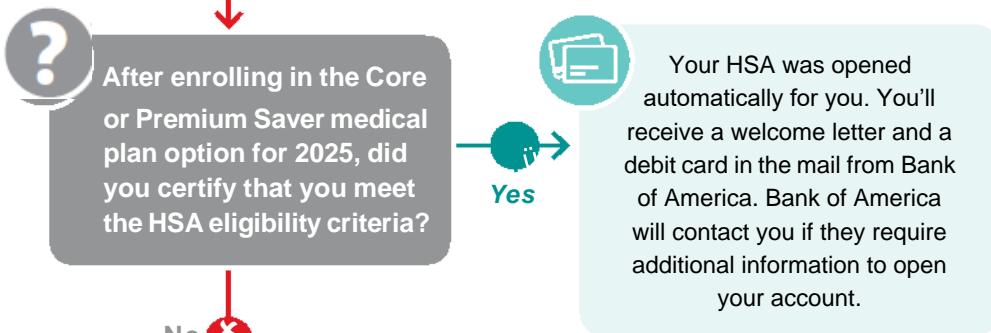 ?
After enrolling in the Core
or Premium Saver medical
plan option for 2025, did
you certify that you meet
the HSA eligibility criteria?
Yes
Your HSA was opened
automatically for you. You’ll
receive a welcome letter and a
debit card in the mail from Bank
of America. Bank of America
will contact you if they require
additional information to open
your account.
No